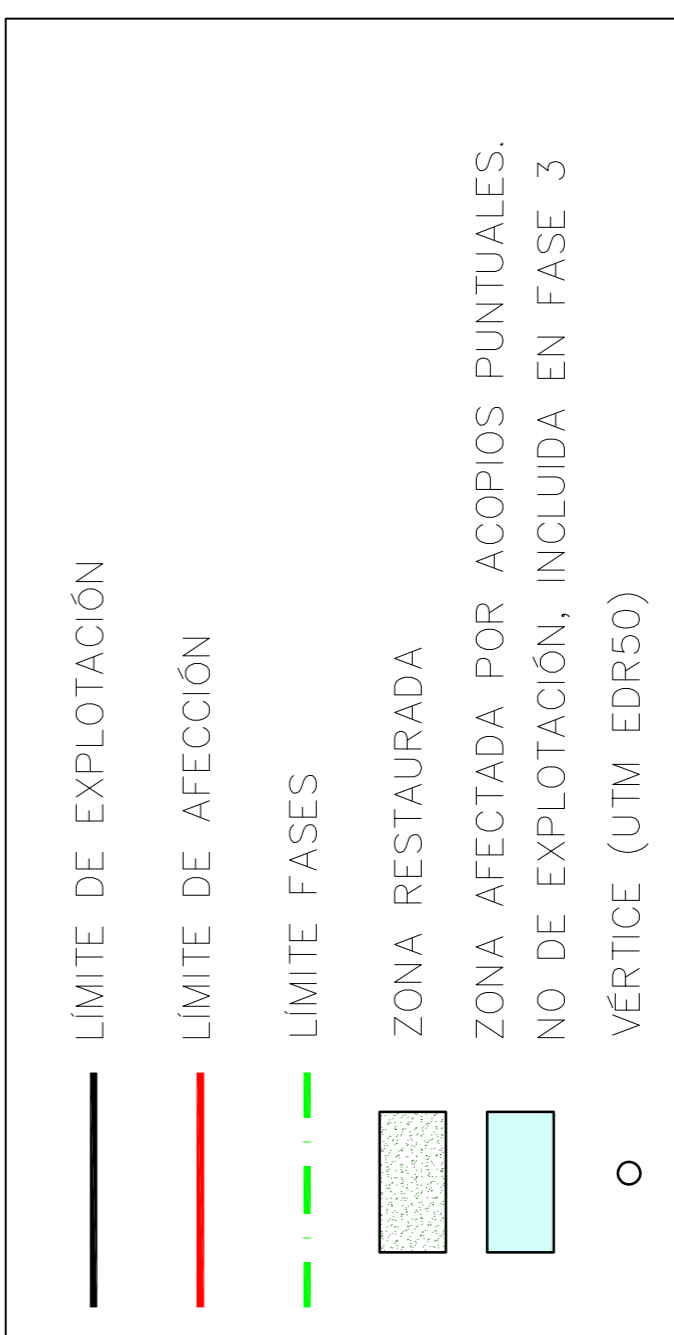 LÍMITE DE EXPLOTACIÓN
LÍMITE DE AFECCIÓN
LÍMITE FASES
ZONA RESTAURADA
ZONA AFECTADA POR ACOPIOS PUNTUALES.
NO DE EXPLOTACIÓN, INCLUIDA EN FASE 3
VÉRTICE (UTM EDR50)